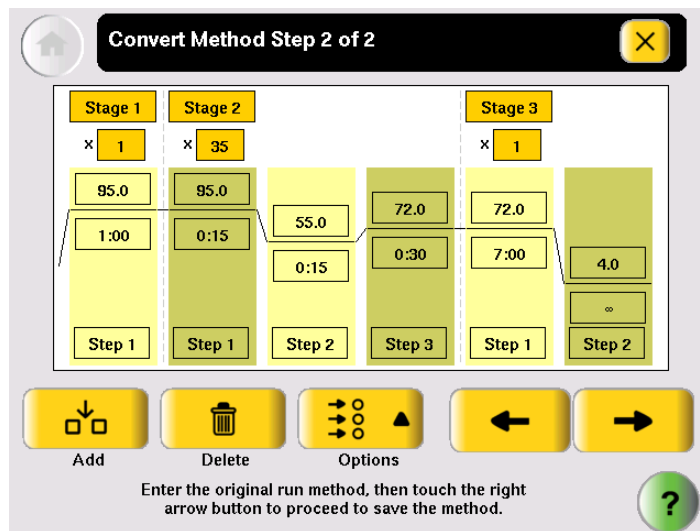 Convert Method Step 2 of 2
Stage 1 Stage 2 Stage 3
x 1 x 35 x 1
95.0 95.0 55.0 72.0 72.0 4.0
1:00 0:15 0:15 0:30 7:00 ∞
Step 1 Step 1 Step 2 Step 3 Step 1 Step 2
Add Delete Options
Enter the original run method, then touch the right
arrow button to proceed to save the method.
?